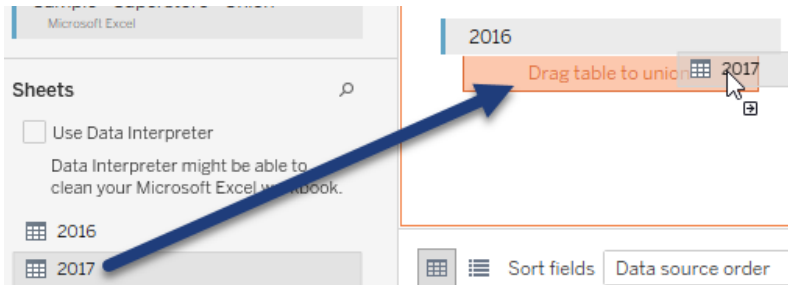 Sample - Superstore - Union
Microsoft Excel
Sheets
Use Data Interpreter
Data Interpreter might be able to
clean your Microsoft Excel workbook.
2016
2017
2016
Drag table to union
2017
Sort fields
Data source order